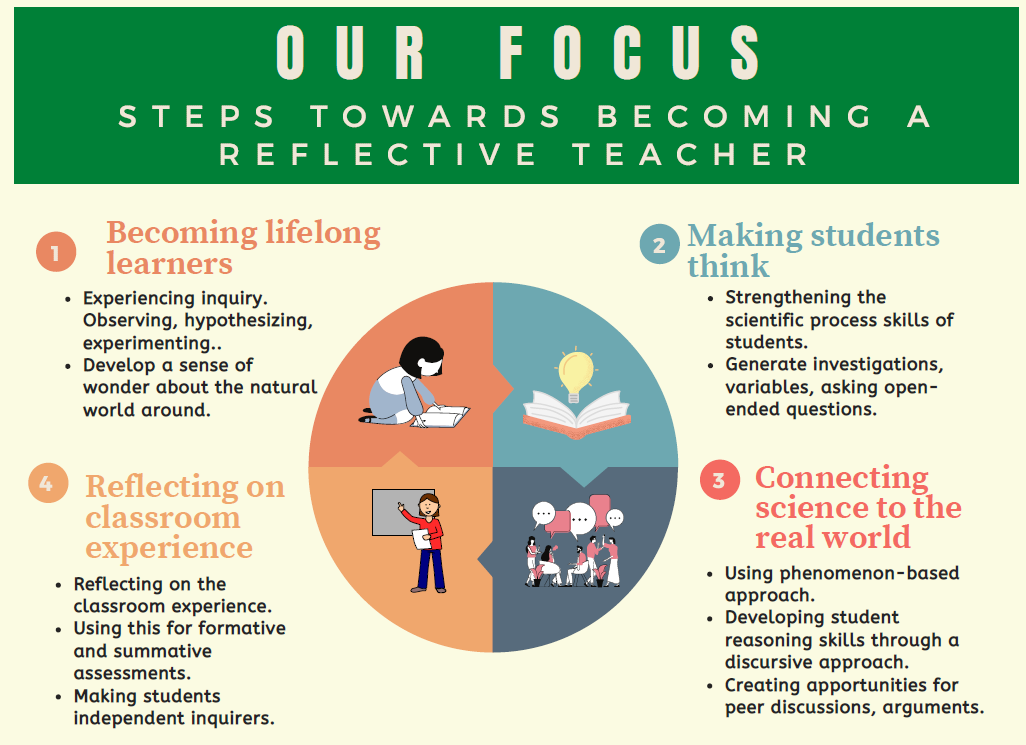 OUR FOCUS
STEPS TOWARDS BECOMING A
REFLECTIVE TEACHER
1
Becoming lifelong
learners
• Experiencing inquiry.
Observing, hypothesizing,
experimenting..
• Develop a sense of
wonder about the natural
world around.
2
Making students
think
• Strengthening the
scientific process skills of
students.
• Generate investigations,
variables, asking open-
ended questions.
3
Connecting
science to the
real world
• Using phenomenon-based
approach.
• Developing student
reasoning skills through a
discursive approach.
• Creating apportunities for
peer discussions, arguments.
4
Reflecting on
classroom
experience
• Reflecting on the
classroom experience.
• Using this for formative
and summative
assessments.
• Making students
independent inquirers.